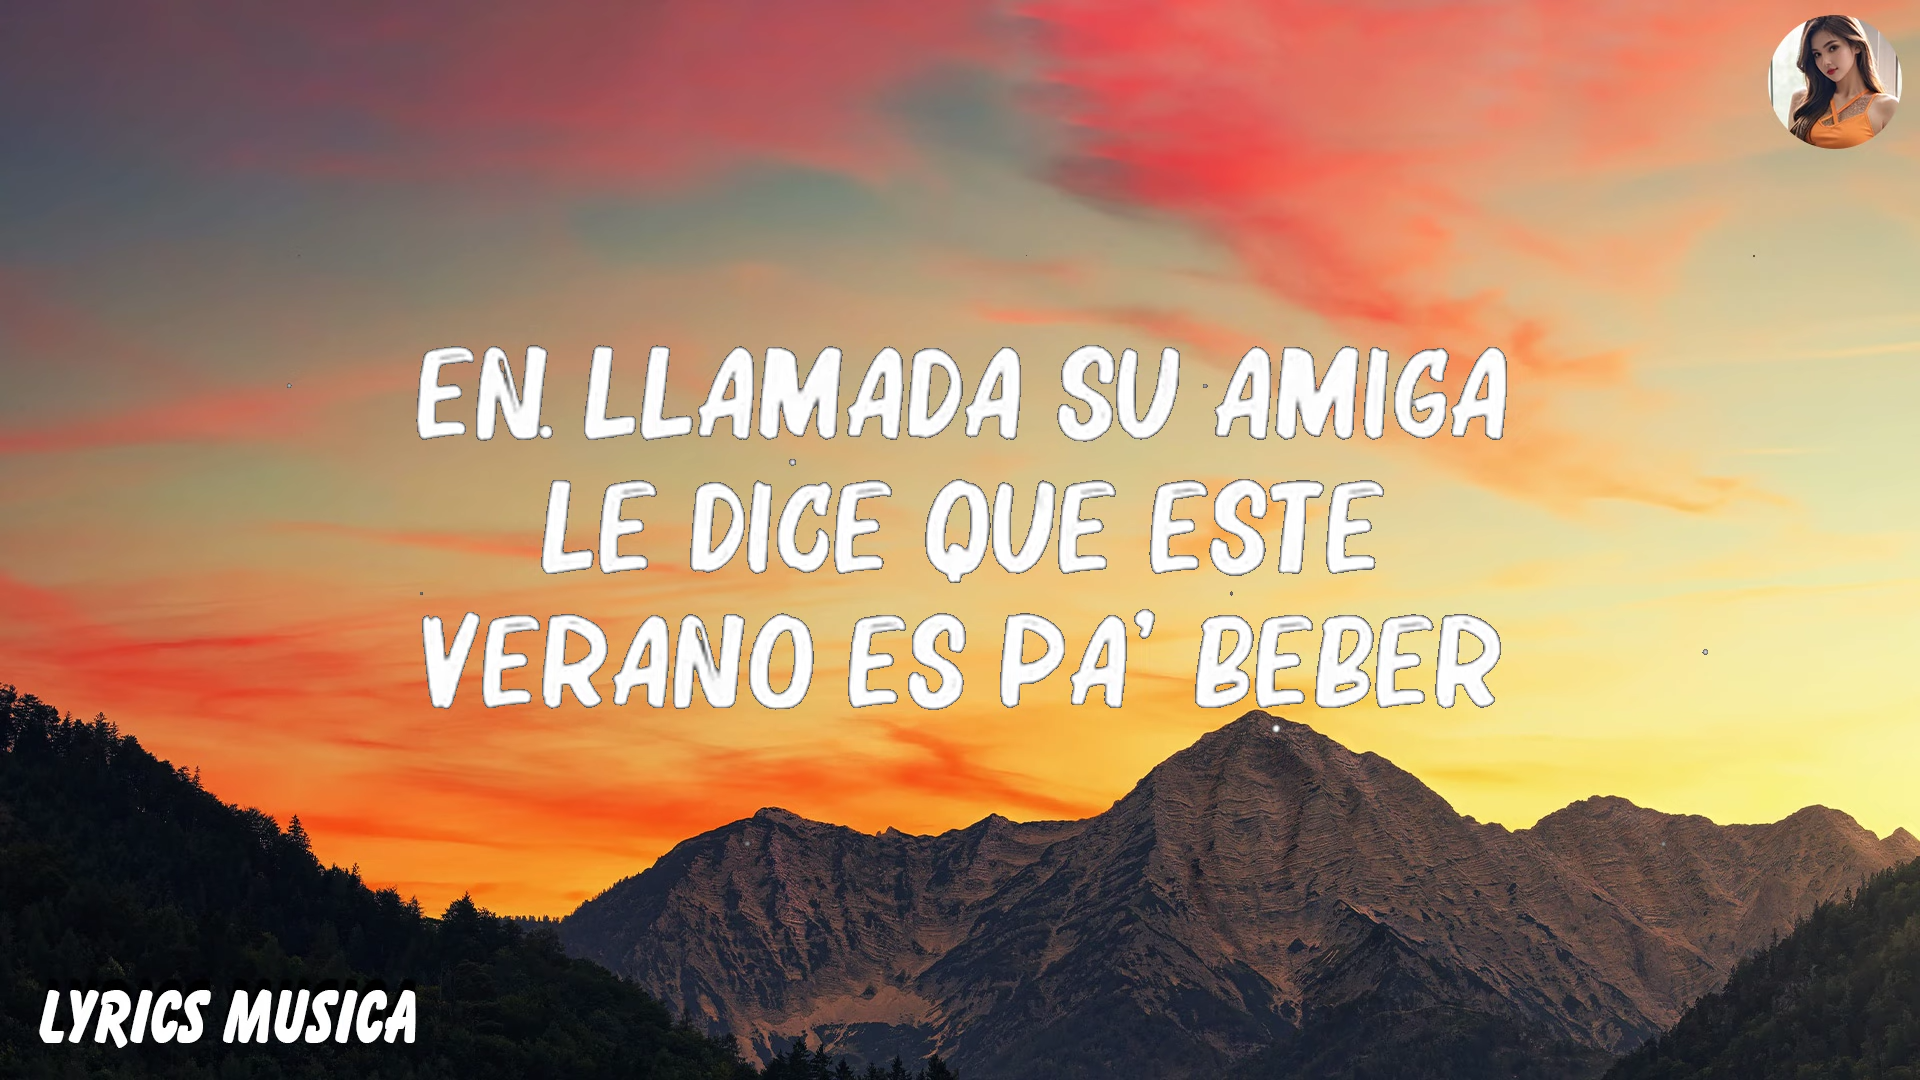 EN. LLAMADA SU AMIGA
LE DICE QUE ESTE
VERANO ES PA' BEBER
LYRICS MUSICA